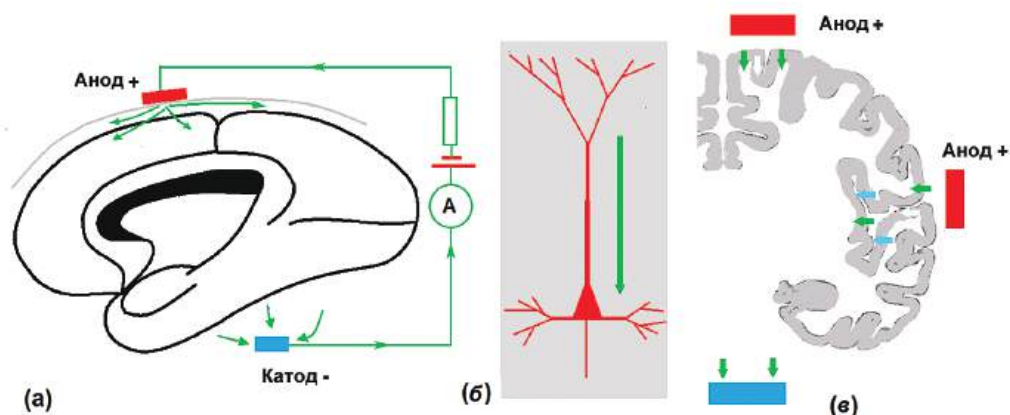 Анод +
A
Катод -
(а)
(б)
Анод +
Анод +
(в)